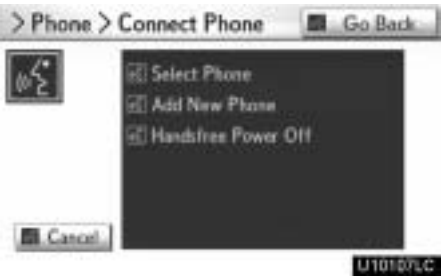 > Phone > Connect Phone
Go Back
Select Phone
Add New Phone
Handsfree Power Off
Cancel
U10107LC